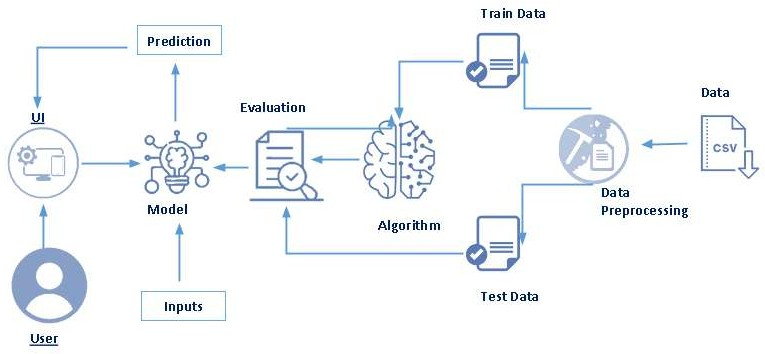 Train Data
Prediction
Data
Evaluation
UI
CSV
Data
Preprocessing
Model
Algorithm
Test Data
Inputs
User